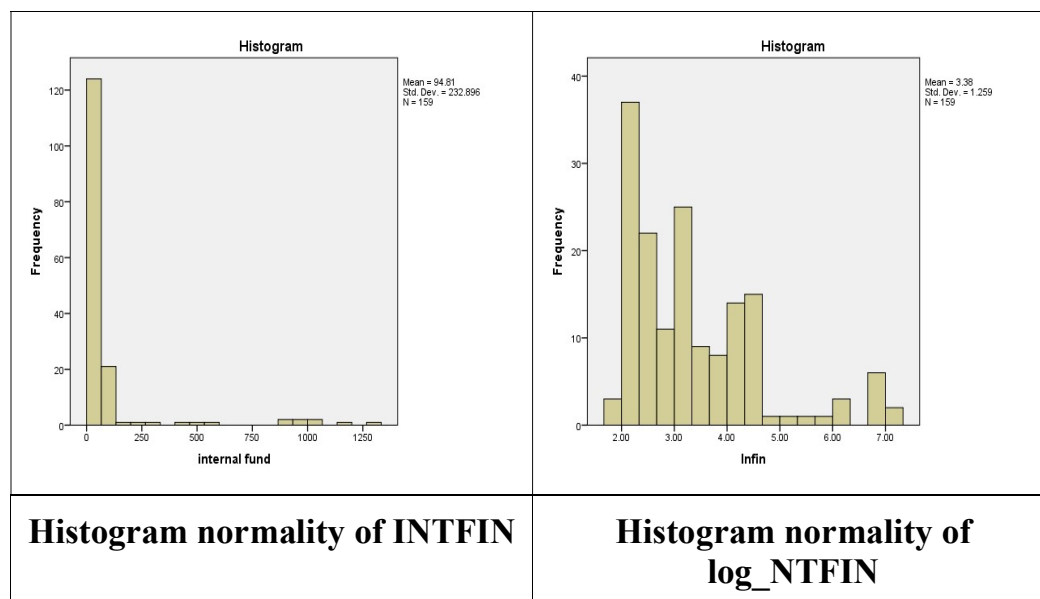 Histogram
Mean = 94.81
Std. Dev. = 232.896
N = 159
120
100
80
60
40
20
0
Frequency
0 250 500 750 1000 1250
internal fund
Histogram
Mean = 3.38
Std. Dev. = 1.259
N = 159
40
30
20
10
0
Frequency
2.00 3.00 4.00 5.00 6.00 7.00
lnfin
Histogram normality of INTFIN
Histogram normality of
log_NTFIN